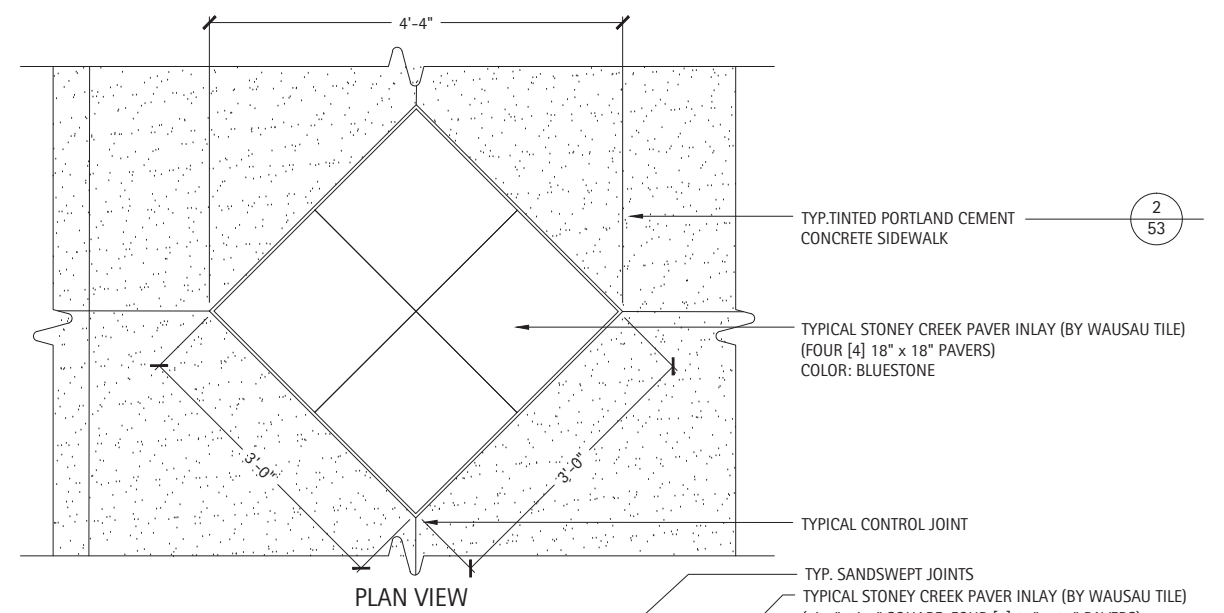 4'-4"
TYP.TINTED PORTLAND CEMENT
CONCRETE SIDEWALK
2
53
TYPICAL STONEY CREEK PAVER INLAY (BY WAUSAU TILE)
(FOUR [4] 18" x 18" PAVERS)
COLOR: BLUESTONE
3'-0"
3'-0"
TYPICAL CONTROL JOINT
TYP. SANDSWEPT JOINTS
PLAN VIEW
TYPICAL STONEY CREEK PAVER INLAY (BY WAUSAU TILE)